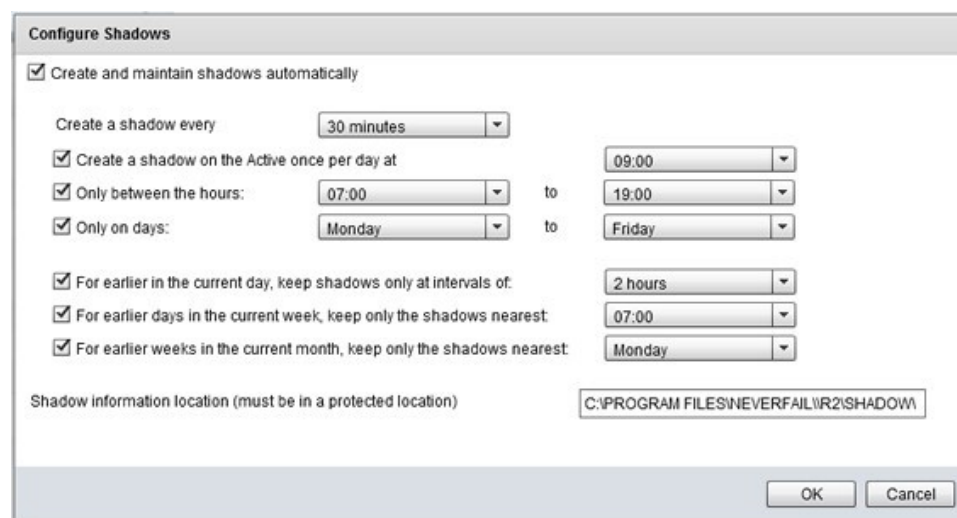 Configure Shadows
Create and maintain shadows automatically
Create a shadow every 30 minutes
Create a shadow on the Active once per day at 09:00
Only between the hours: 07:00 to 19:00
Only on days: Monday to Friday
For earlier in the current day, keep shadows only at intervals of: 2 hours
For earlier days in the current week, keep only the shadows nearest: 07:00
For earlier weeks in the current month, keep only the shadows nearest: Monday
Shadow information location (must be in a protected location) C:\PROGRAM FILES\NEVERFAIL\\R2\SHADOW\
OK Cancel